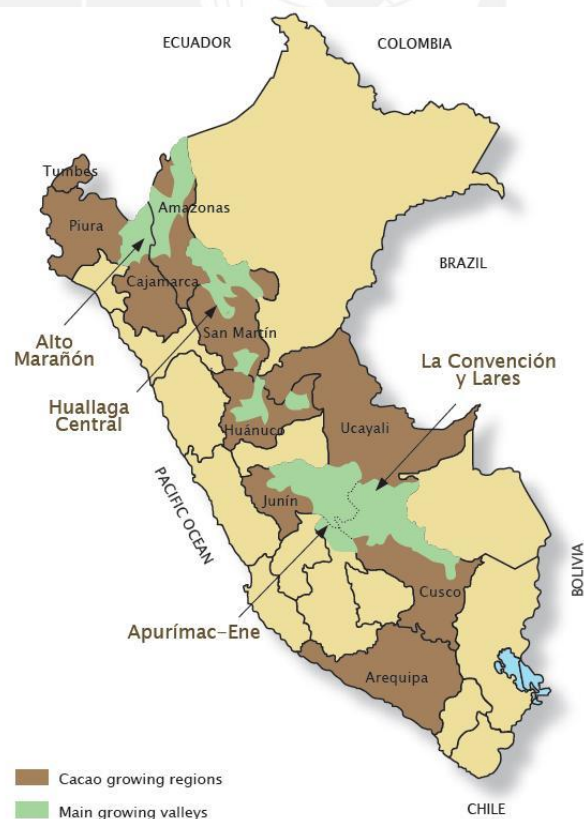 ECUADOR
COLOMBIA
Tumbes
Piura
Amazonas
Cajamarca
BRAZIL
San Martín
Alto
Marañón
Huallaga
Central
La Convención
y Lares
Huánuco
Ucayali
PACIFIC OCEAN
Junín
BOLIVIA
Cusco
Apurímac-Ene
Arequipa
Cacao growing regions
Main growing valleys
CHILE